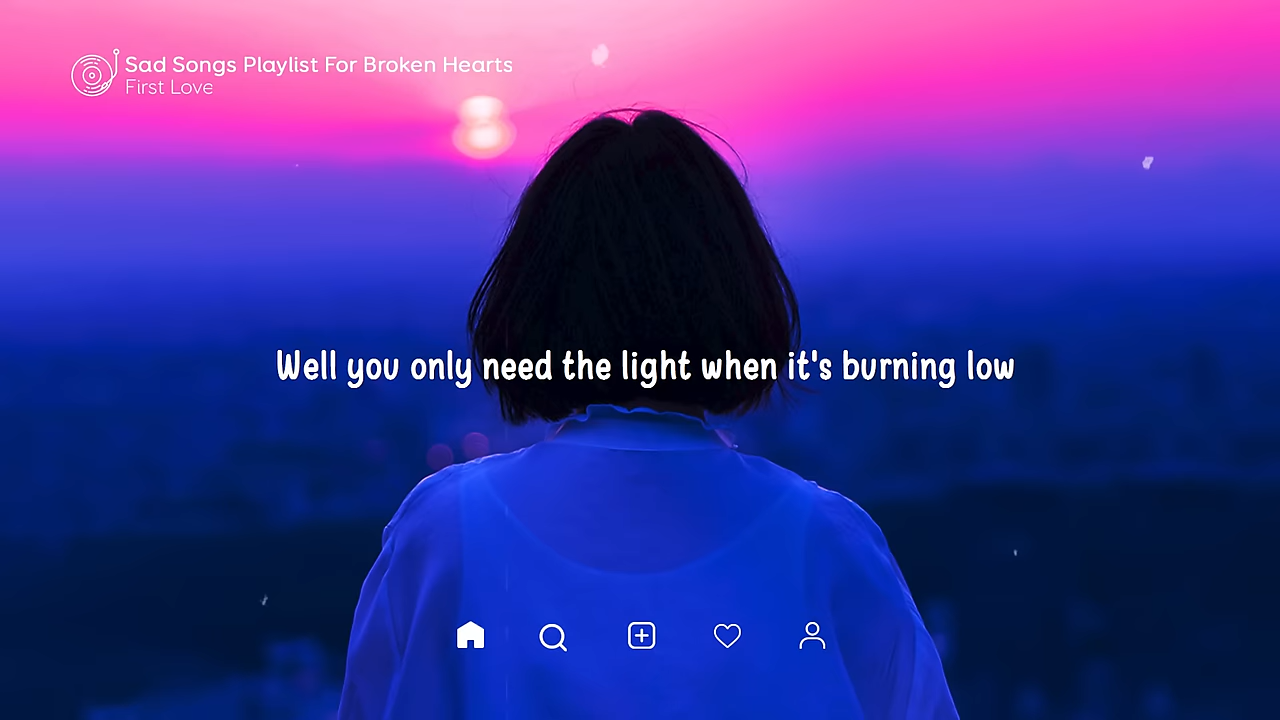 Sad Songs Playlist For Broken Hearts
First Love
Well you only need the light when it's burning low